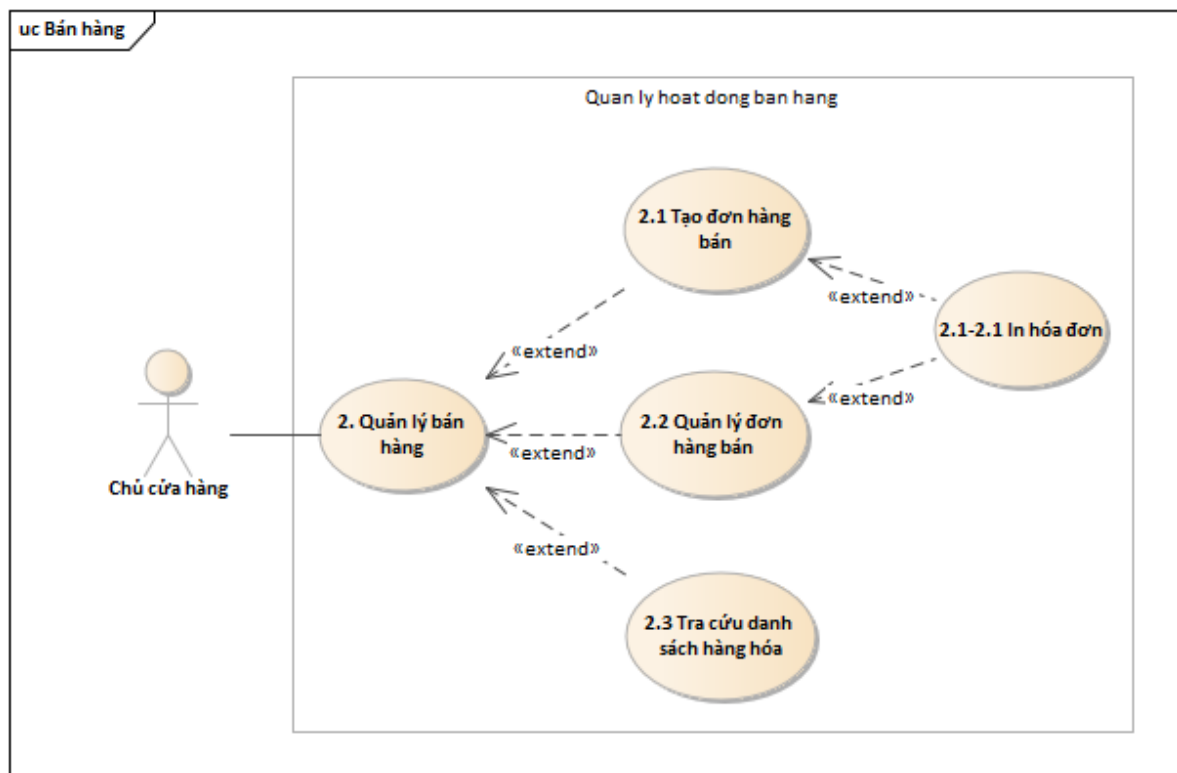 uc Bán hàng
Quan ly hoat dong ban hang
2.1 Tạo đơn hàng
bán
«extend»
2.1-2.1 In hóa đơn
«extend»
«extend»
2. Quản lý bán
hàng
«extend»
2.2 Quản lý đơn
hàng bán
Chủ cửa hàng
«extend»
2.3 Tra cứu danh
sách hàng hóa